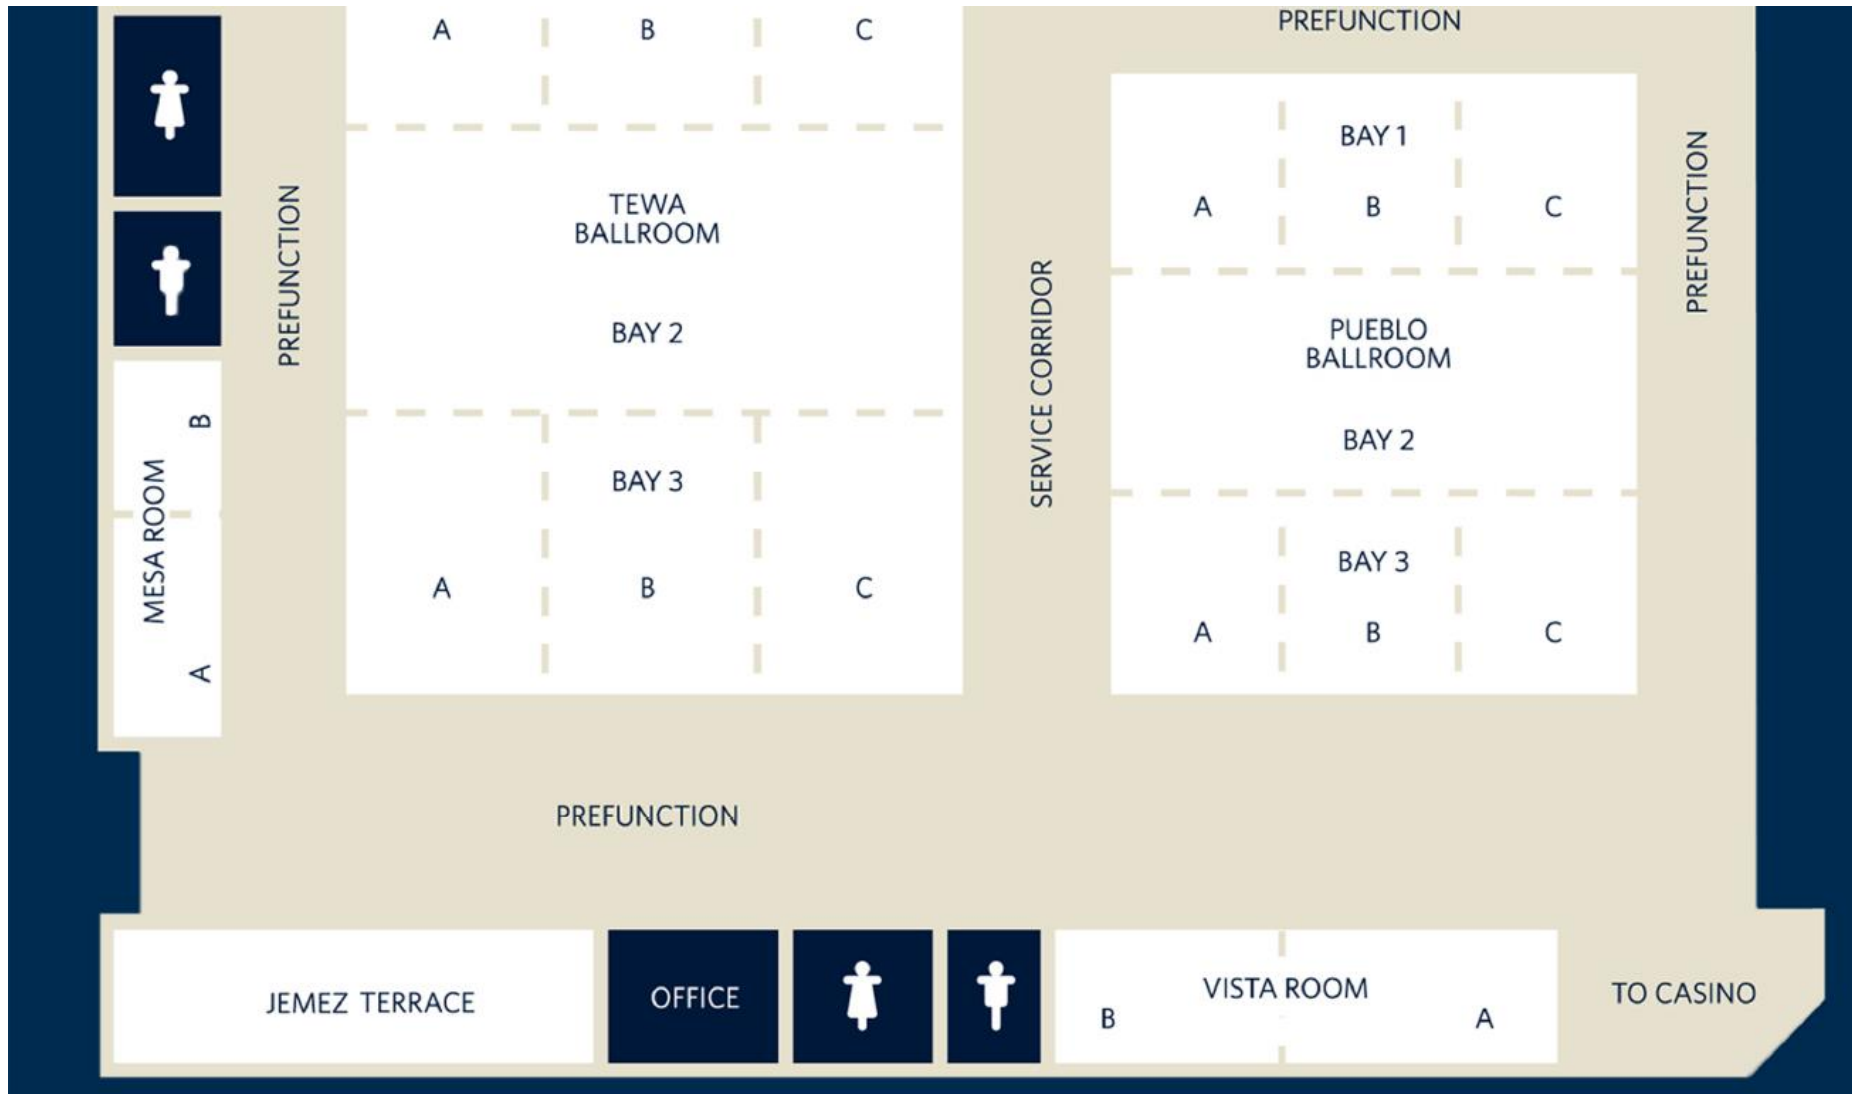 A B C
PREFUNCTION
BAY 1
A B C
PREFUNCTION
TEWA
BALLROOM
BAY 2
PREFUNCTION
SERVICE CORRIDOR
PUEBLO
BALLROOM
BAY 2
B
MESA ROOM
A
BAY 3
A B C
BAY 3
A B C
PREFUNCTION
JEMEZ TERRACE
OFFICE
VISTA ROOM
B A
TO CASINO